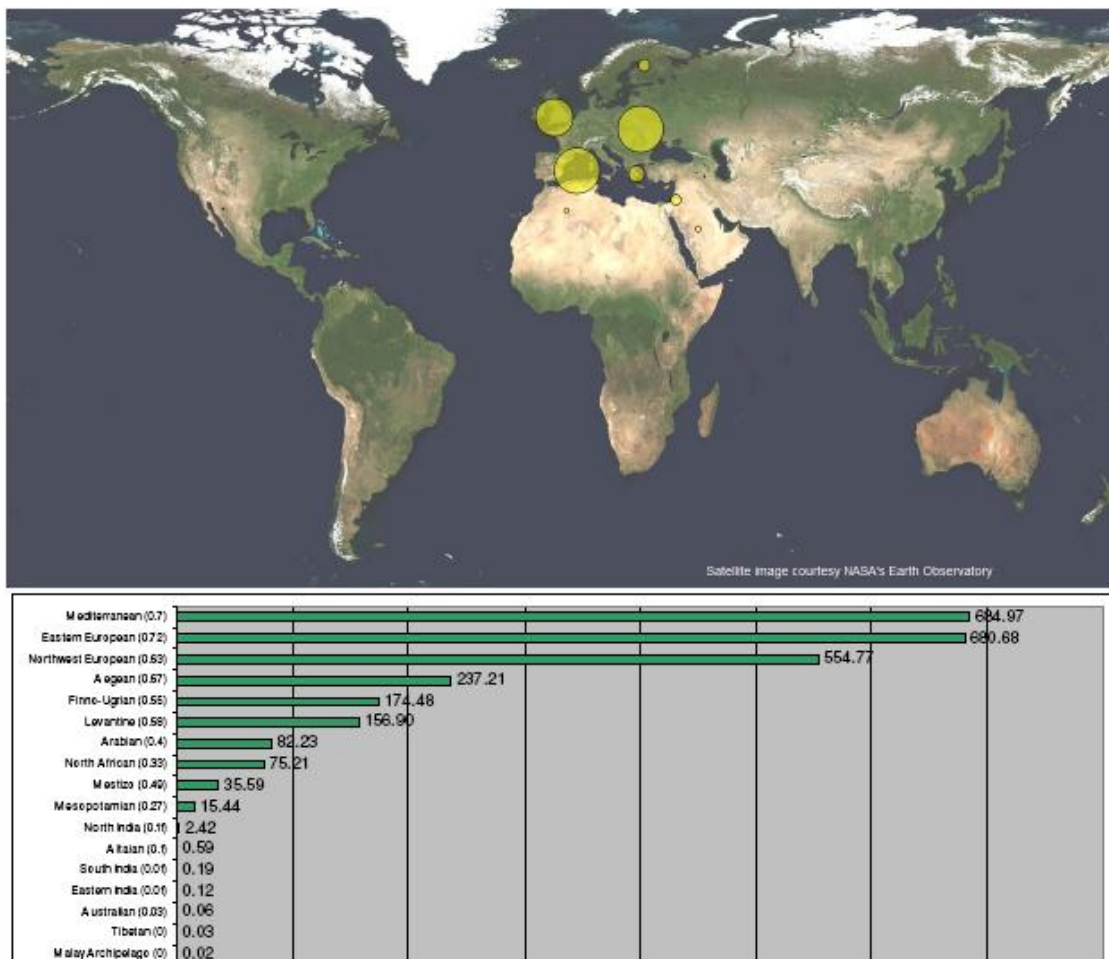 Satellite image courtesy NASA's Earth Observatory
Mediterranean (0.7) 684.97
Eastern European (0.72) 680.68
Northwest European (0.63) 554.77
Aegean (0.67) 237.21
Finno-Ugrian (0.55) 174.48
Levantine (0.58) 156.90
Arabian (0.4) 82.23
North African (0.33) 75.21
Mestizo (0.49) 35.59
Mesopotamian (0.27) 15.44
North India (0.11) 2.42
Altaian (0.1) 0.59
South India (0.01) 0.19
Eastern India (0.01) 0.12
Australian (0.03) 0.06
Tibetan (0) 0.03
Malay Archipelago (0) 0.02